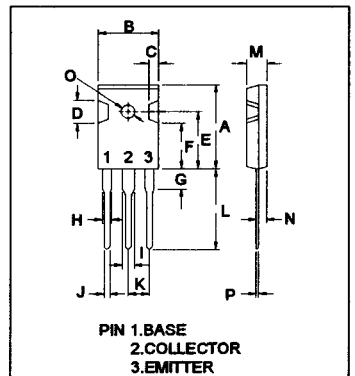 B
C
M
O
D
E
A
F
1 2 3
G
H
L
N
I
J
K
P
PIN 1.BASE
2.COLLECTOR
3.EMITTER